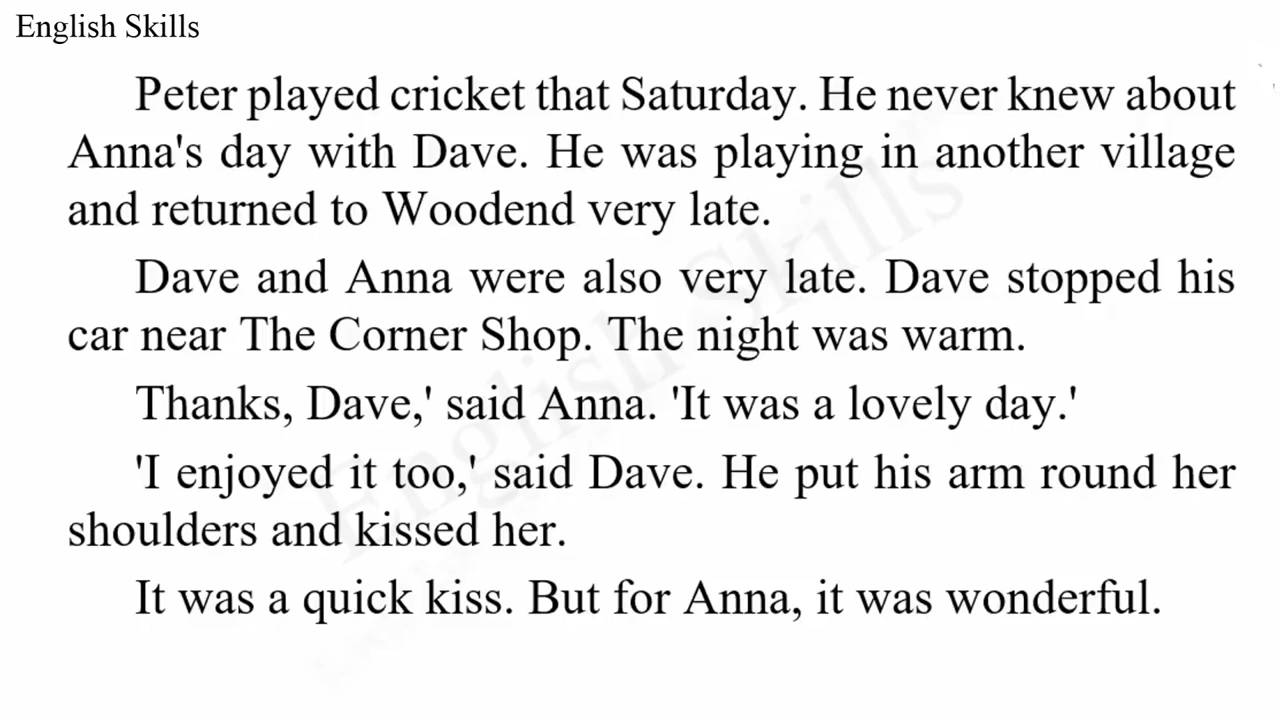 English Skills
Peter played cricket that Saturday. He never knew about
Anna's day with Dave. He was playing in another village
and returned to Woodend very late.
Dave and Anna were also very late. Dave stopped his
car near The Corner Shop. The night was warm.
Thanks, Dave,' said Anna. 'It was a lovely day.'
'I enjoyed it too,' said Dave. He put his arm round her
shoulders and kissed her.
It was a quick kiss. But for Anna, it was wonderful.
English Skills